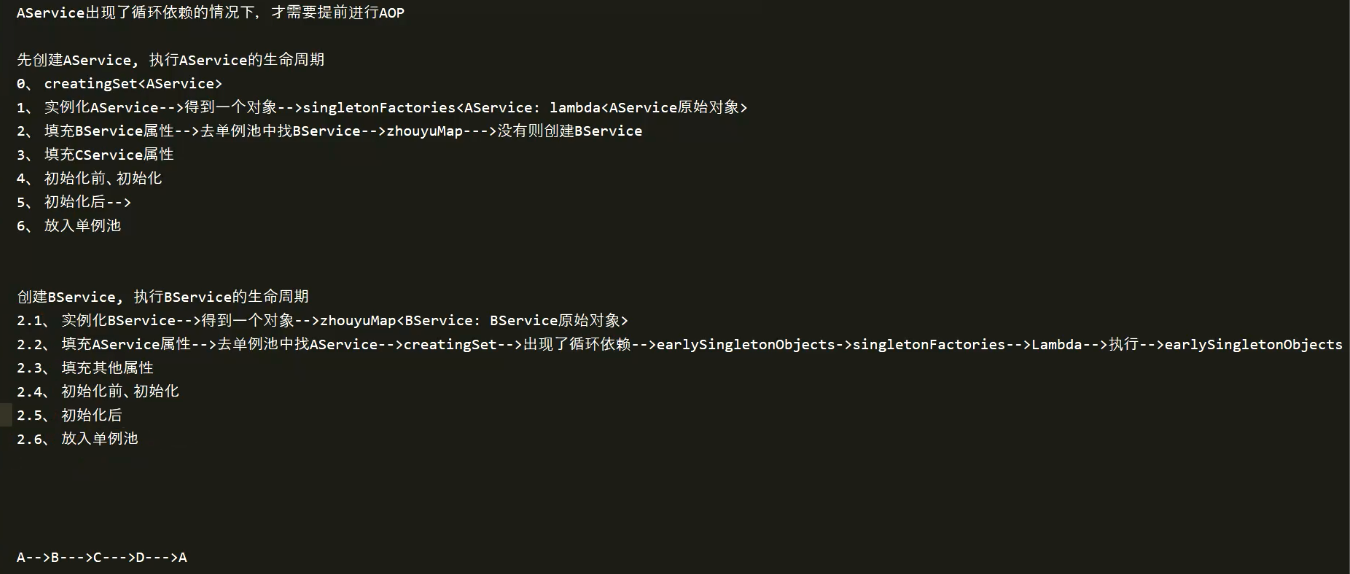 AService出现了循环依赖的情况下, 才需要提前进行AOP
先创建AService, 执行AService的生命周期
0、 creatingSet<AService>
1、 实例化AService-->得到一个对象-->singletonFactories<AService: lambda<AService原始对象>
2、 填充BService属性-->去单例池中找BService-->zhouyuMap--->没有则创建BService
3、 填充CService属性
4、 初始化前、初始化
5、 初始化后-->
6、 放入单例池
创建BService, 执行BService的生命周期
2.1、 实例化BService-->得到一个对象-->zhouyuMap<BService: BService原始对象>
2.2、 填充AService属性-->去单例池中找AService-->creatingSet-->出现了循环依赖-->earlySingletonObjects->singletonFactories-->Lambda-->执行-->earlySingletonObjects
2.3、 填充其他属性
2.4、 初始化前、初始化
2.5、 初始化后
2.6、 放入单例池
A-->B--->C--->D--->A